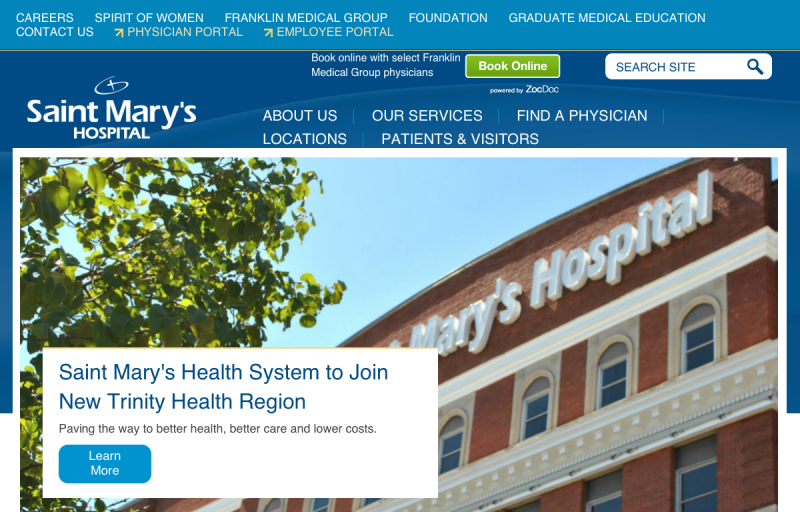 CAREERS SPIRIT OF WOMEN FRANKLIN MEDICAL GROUP FOUNDATION GRADUATE MEDICAL EDUCATION
CONTACT US PHYSICIAN PORTAL EMPLOYEE PORTAL
Book online with select Franklin
Medical Group physicians
Book Online
powered by ZocDoc
SEARCH SITE
Saint Mary's
HOSPITAL
ABOUT US OUR SERVICES FIND A PHYSICIAN
LOCATIONS PATIENTS & VISITORS
Mary's Hospital
Saint Mary's Health System to Join
New Trinity Health Region
Paving the way to better health, better care and lower costs.
Learn
More